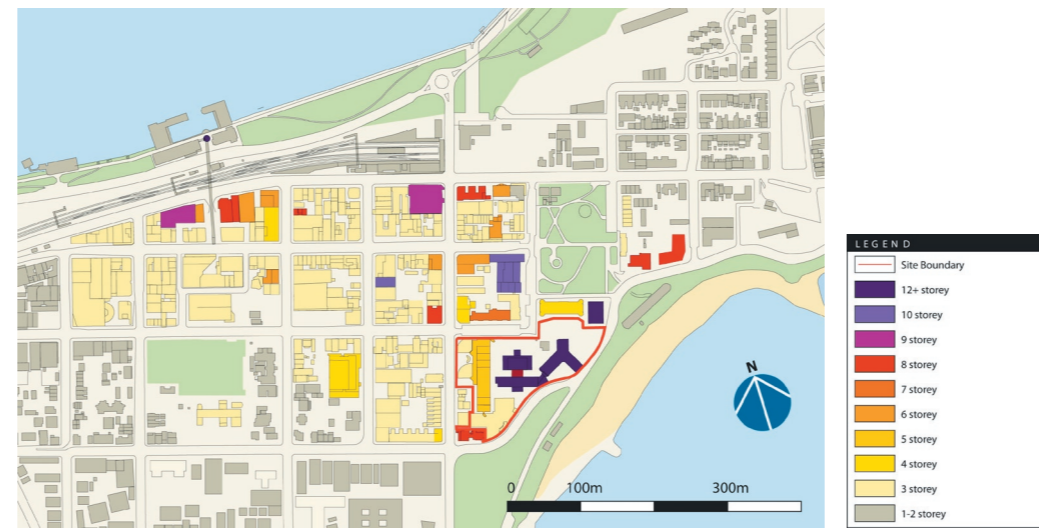 N
0 100m 300m
LEGEND
Site Boundary
12+ storey
10 storey
9 storey
8 storey
7 storey
6 storey
5 storey
4 storey
3 storey
1-2 storey